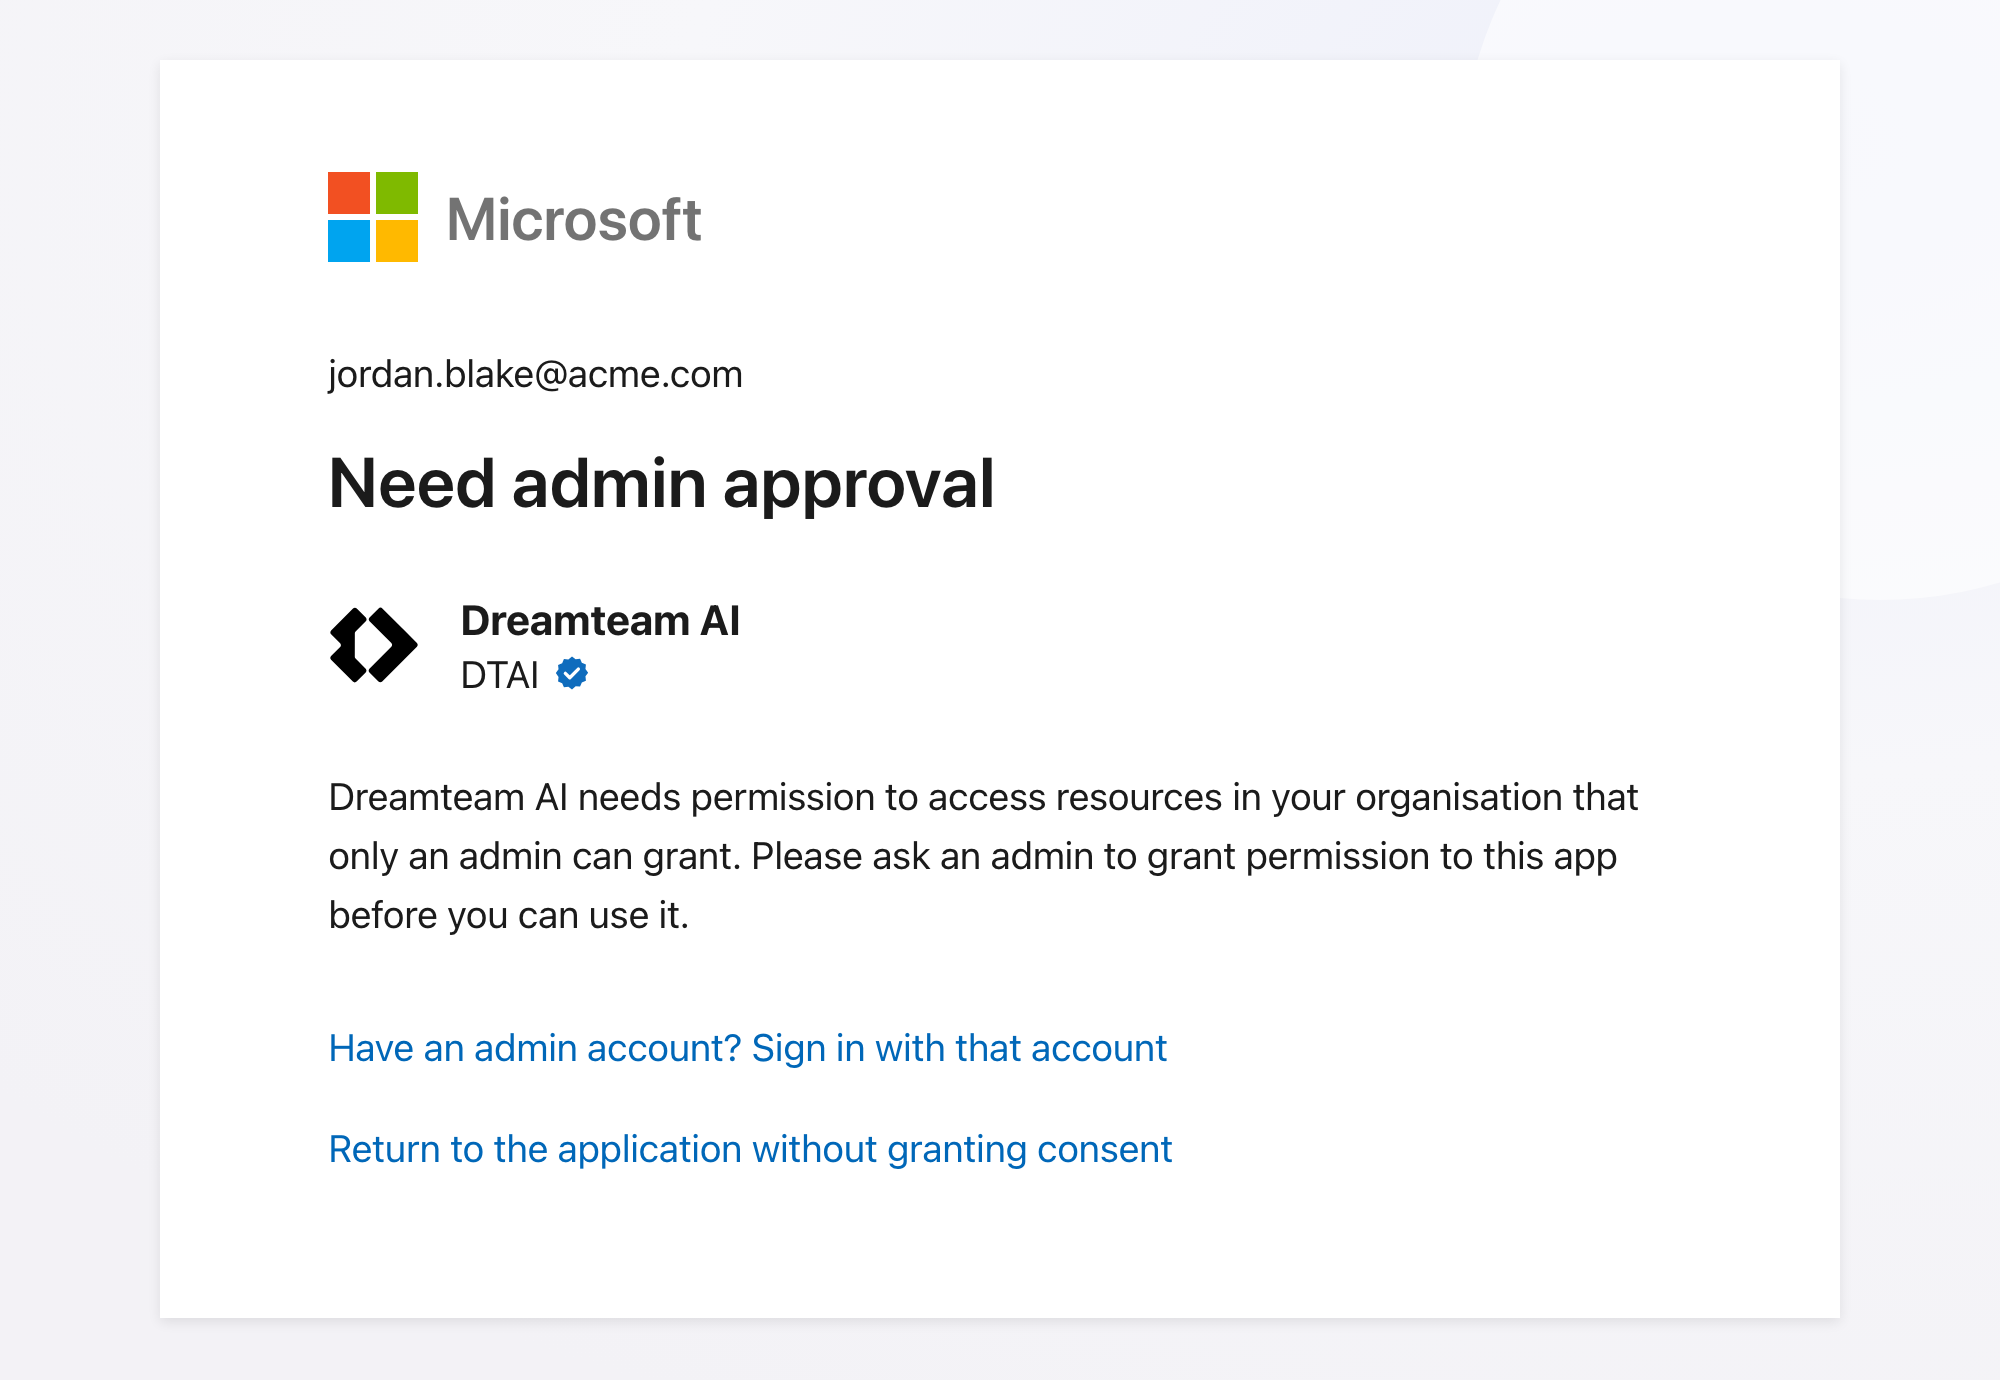 Microsoft
jordan.blake@acme.com
Need admin approval
Dreamteam AI
DTAI
Dreamteam AI needs permission to access resources in your organisation that
only an admin can grant. Please ask an admin to grant permission to this app
before you can use it.
Have an admin account? Sign in with that account
Return to the application without granting consent